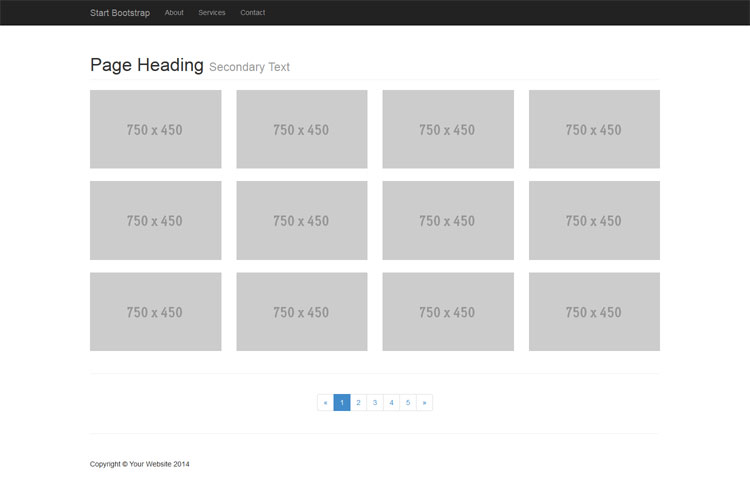 Start Bootstrap About Services Contact
Page Heading Secondary Text
750 x 450 750 x 450 750 x 450 750 x 450
750 x 450 750 x 450 750 x 450 750 x 450
750 x 450 750 x 450 750 x 450 750 x 450
« 1 2 3 4 5 »
Copyright © Your Website 2014